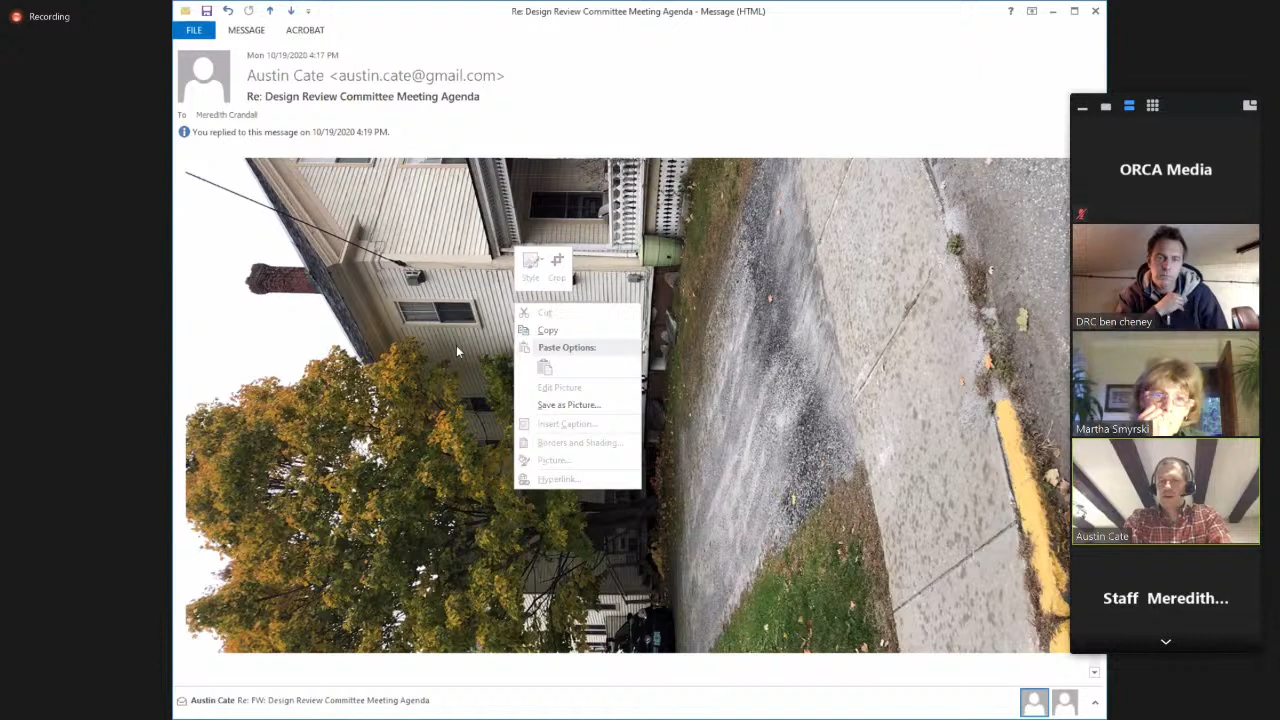 Recording
Re: Design Review Committee Meeting Agenda - Message (HTML)
?
FILE
MESSAGE
ACROBAT
Mon 10/19/2020 4:17 PM
Austin Cate <austin.cate@gmail.com>
Re: Design Review Committee Meeting Agenda
To Meredith Crandall
You replied to this message on 10/19/2020 4:19 PM.
Style
Crop
Cut
Copy
Paste Options:
Edit Picture
Save as Picture...
Insert Caption...
Borders and Shading...
Picture...
Hyperlink...
ORCA Media
DRC ben cheney
Martha Smyrski
Austin Cate
Staff Meredith...
Austin Cate Re: FW: Design Review Committee Meeting Agenda